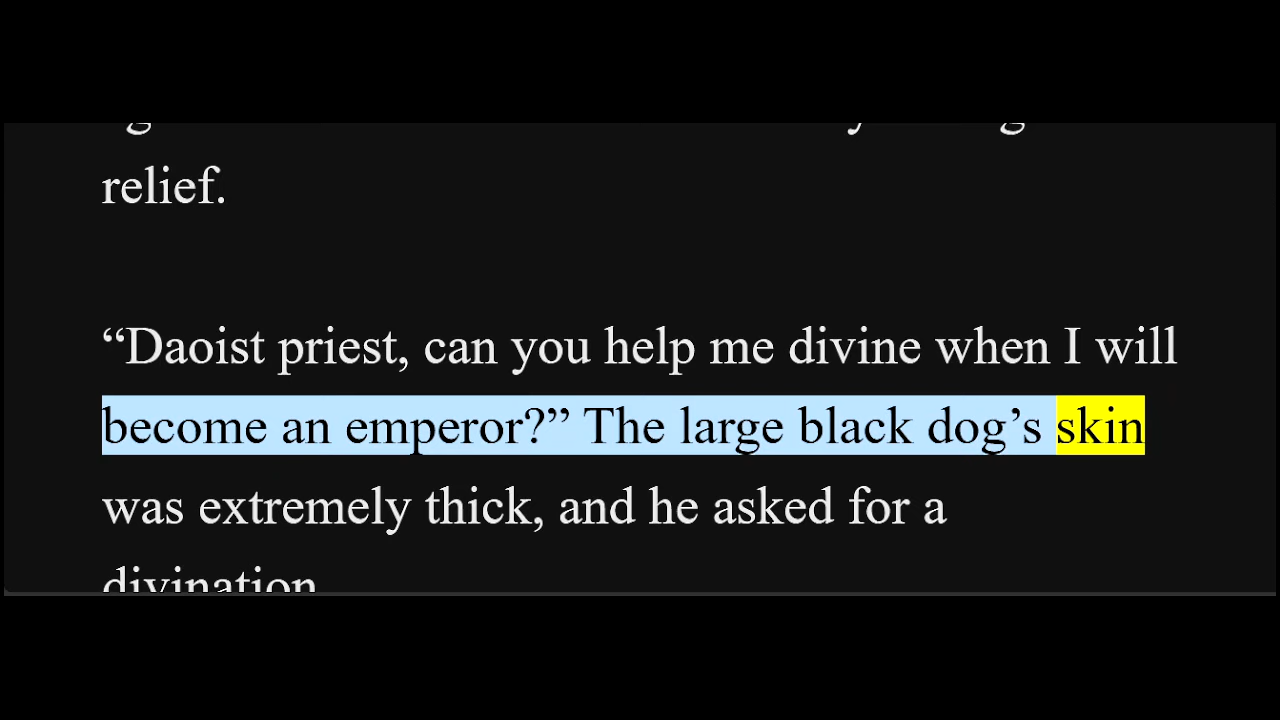 relief.
“Daoist priest, can you help me divine when I will
become an emperor?” The large black dog’s skin
was extremely thick, and he asked for a
divination